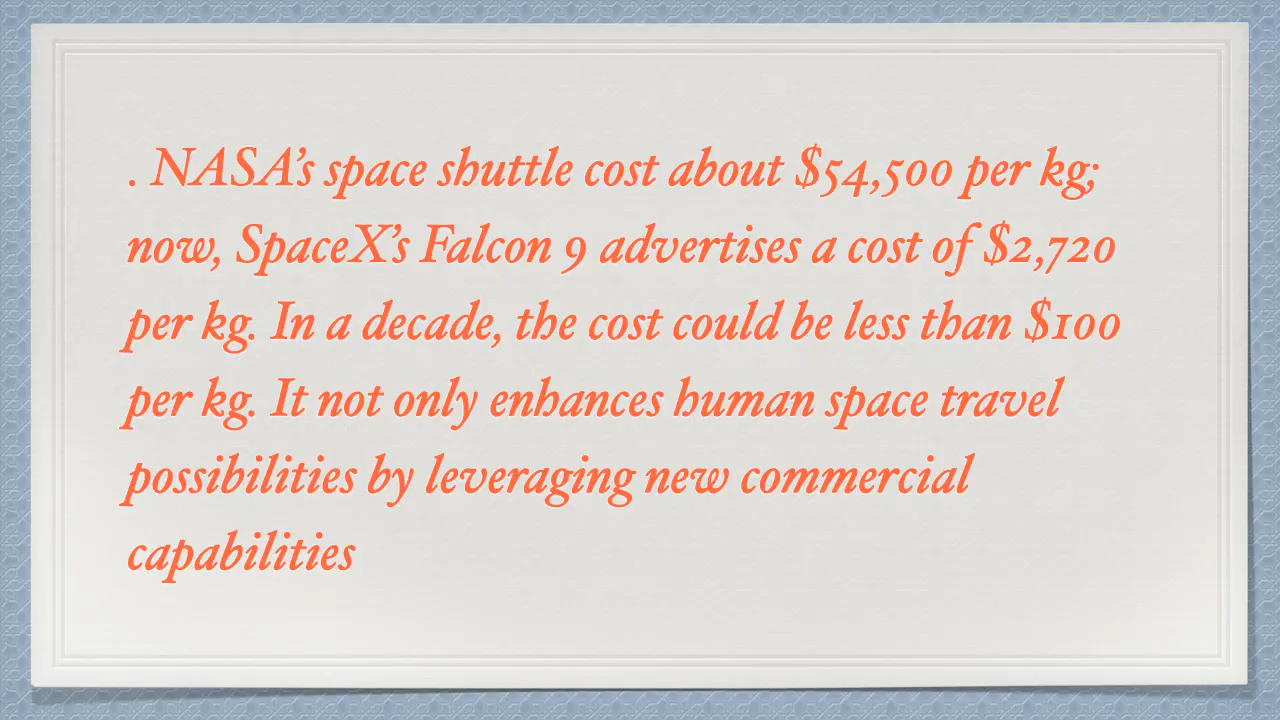 . NASA’s space shuttle cost about $54,500 per kg;
now, SpaceX’s Falcon 9 advertises a cost of $2,720
per kg. In a decade, the cost could be less than $100
per kg. It not only enhances human space travel
possibilities by leveraging new commercial
capabilities